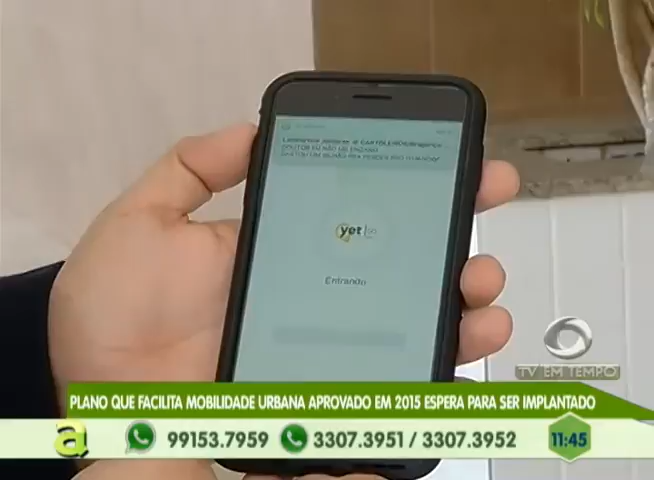 yet go
Entrando
TV EM TEMPO
PLANO QUE FACILITA MOBILIDADE URBANA APROVADO EM 2015 ESPERA PARA SER IMPLANTADO
a 99153.7959 3307.3951 / 3307.3952 11:45